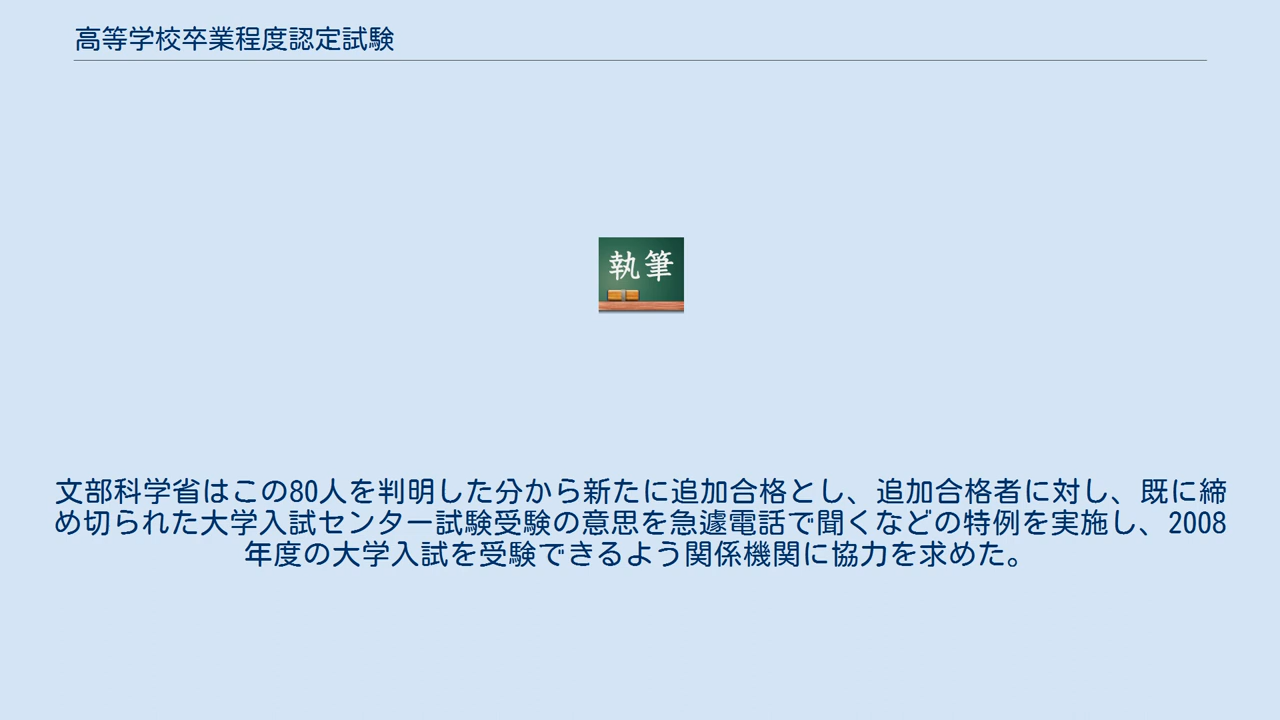 高等学校卒業程度認定試験
執筆
文部科学省はこの80人を判明した分から新たに追加合格とし、追加合格者に対し、既に締
め切られた大学入試センター試験受験の意思を急遽電話で聞くなどの特例を実施し、2008
年度の大学入試を受験できるよう関係機関に協力を求めた。